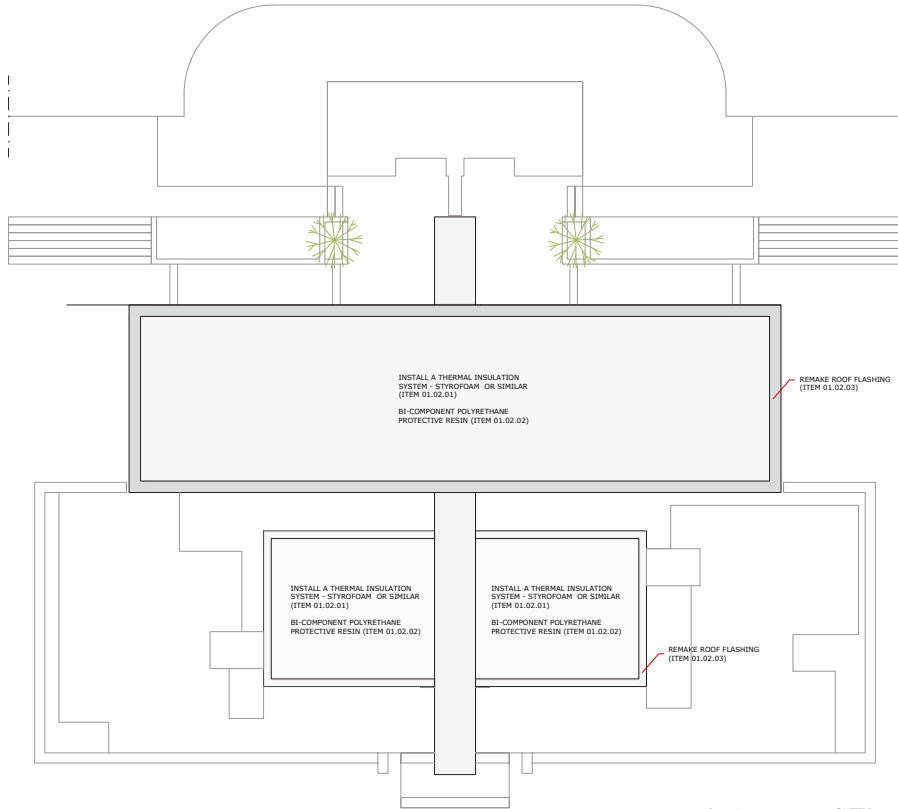 INSTALL A THERMAL INSULATION
SYSTEM - STYROFOAM OR SIMILAR
(ITEM 01.02.01)
BI-COMPONENT POLYRETHANE
PROTECTIVE RESIN (ITEM 01.02.02)
REMAKE ROOF FLASHING
(ITEM 01.02.03)
INSTALL A THERMAL INSULATION
SYSTEM - STYROFOAM OR SIMILAR
(ITEM 01.02.01)
BI-COMPONENT POLYRETHANE
PROTECTIVE RESIN (ITEM 01.02.02)
INSTALL A THERMAL INSULATION
SYSTEM - STYROFOAM OR SIMILAR
(ITEM 01.02.01)
BI-COMPONENT POLYRETHANE
PROTECTIVE RESIN (ITEM 01.02.02)
REMAKE ROOF FLASHING
(ITEM 01.02.03)